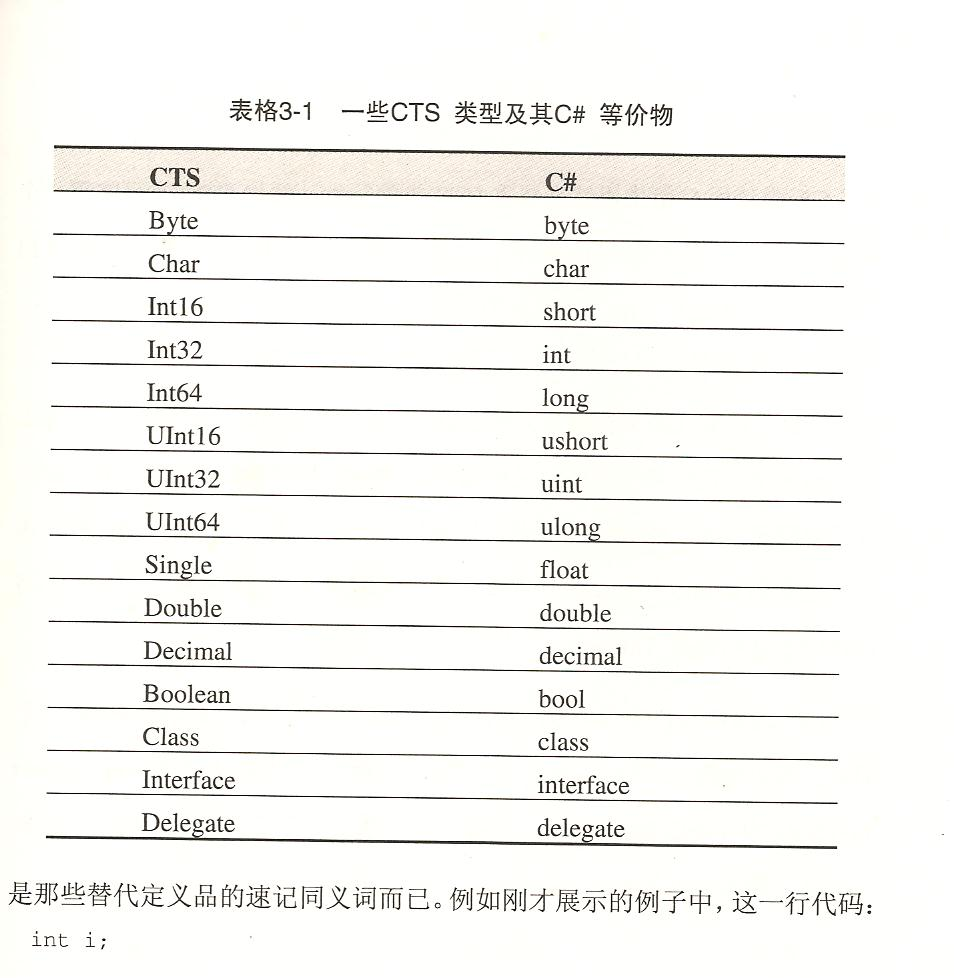 表格3-1 一些CTS 类型及其C# 等价物
CTS C#
Byte byte
Char char
Int16 short
Int32 int
Int64 long
UInt16 ushort
UInt32 uint
UInt64 ulong
Single float
Double double
Decimal decimal
Boolean bool
Class class
Interface interface
Delegate delegate
是那些替代定义品的速记同义词而已。例如刚才展示的例子中，这一行代码：
int i;